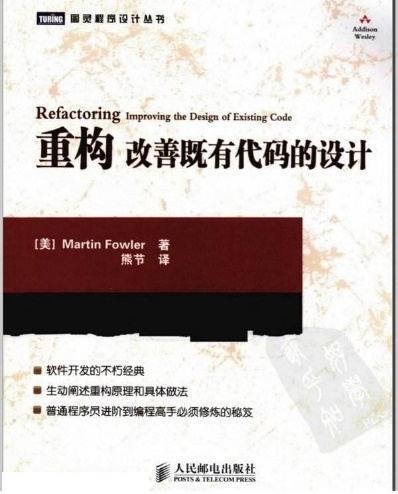 TURING 图灵程序设计丛书
Addison
Wesley
Refactoring Improving the Design of Existing Code
重构 改善既有代码的设计
[美] Martin Fowler 著
熊节 译
软件开发的不朽经典
生动阐述重构原理和具体做法
普通程序员进阶到编程高手必须修炼的秘笈
人民邮电出版社
POSTS & TELECOM PRESS